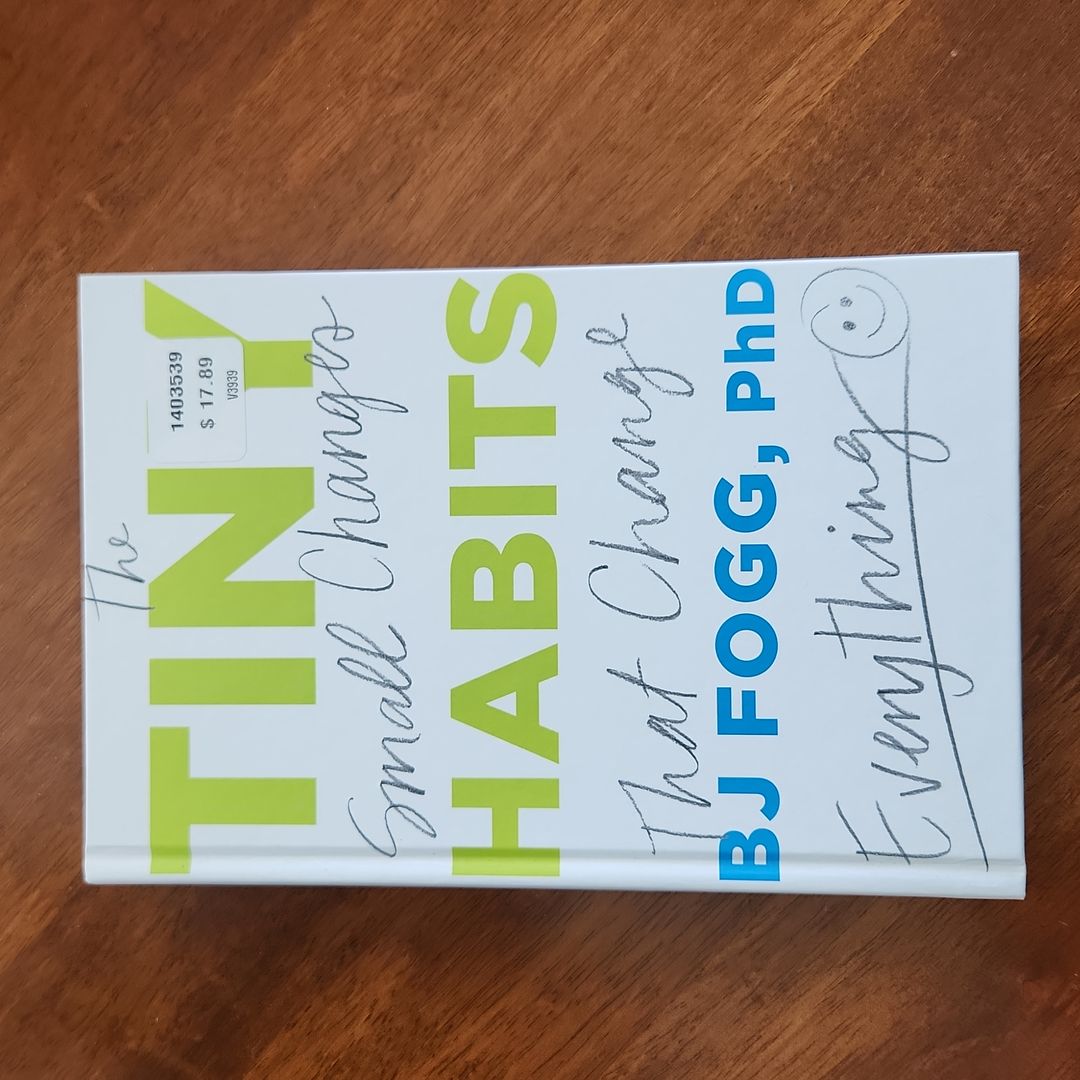 The
TINY
1403539
$ 17.89
V3939
Small Changes
HABITS
That Change
BJ FOGG, PhD
Everything